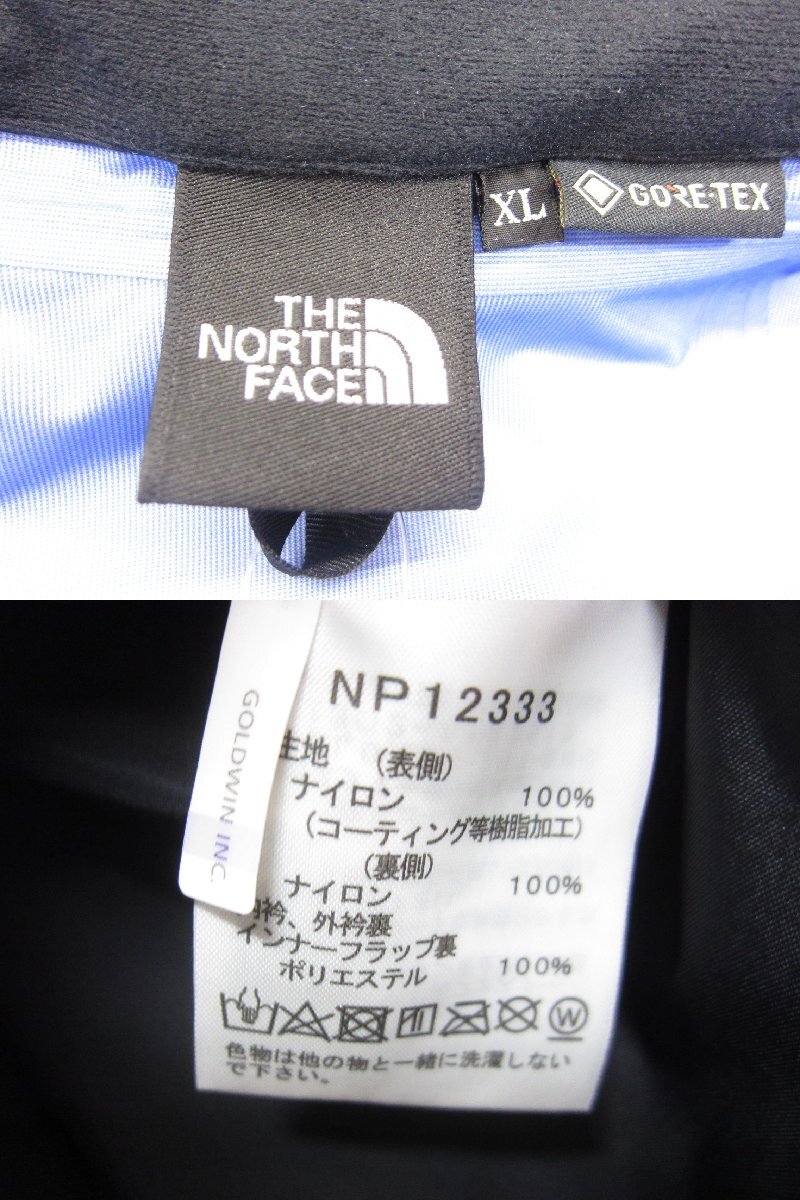 THE
NORTH
FACE
XL
GORE-TEX
GOLDWIN INC.
NP12333
生地 (表側)
ナイロン 100%
(コーティング等樹脂加工)
(裏側)
ナイロン 100%
内衿、外衿裏
インナーフラップ裏
ポリエステル 100%
W
色物は他の物と一緒に洗濯しない
で下さい。